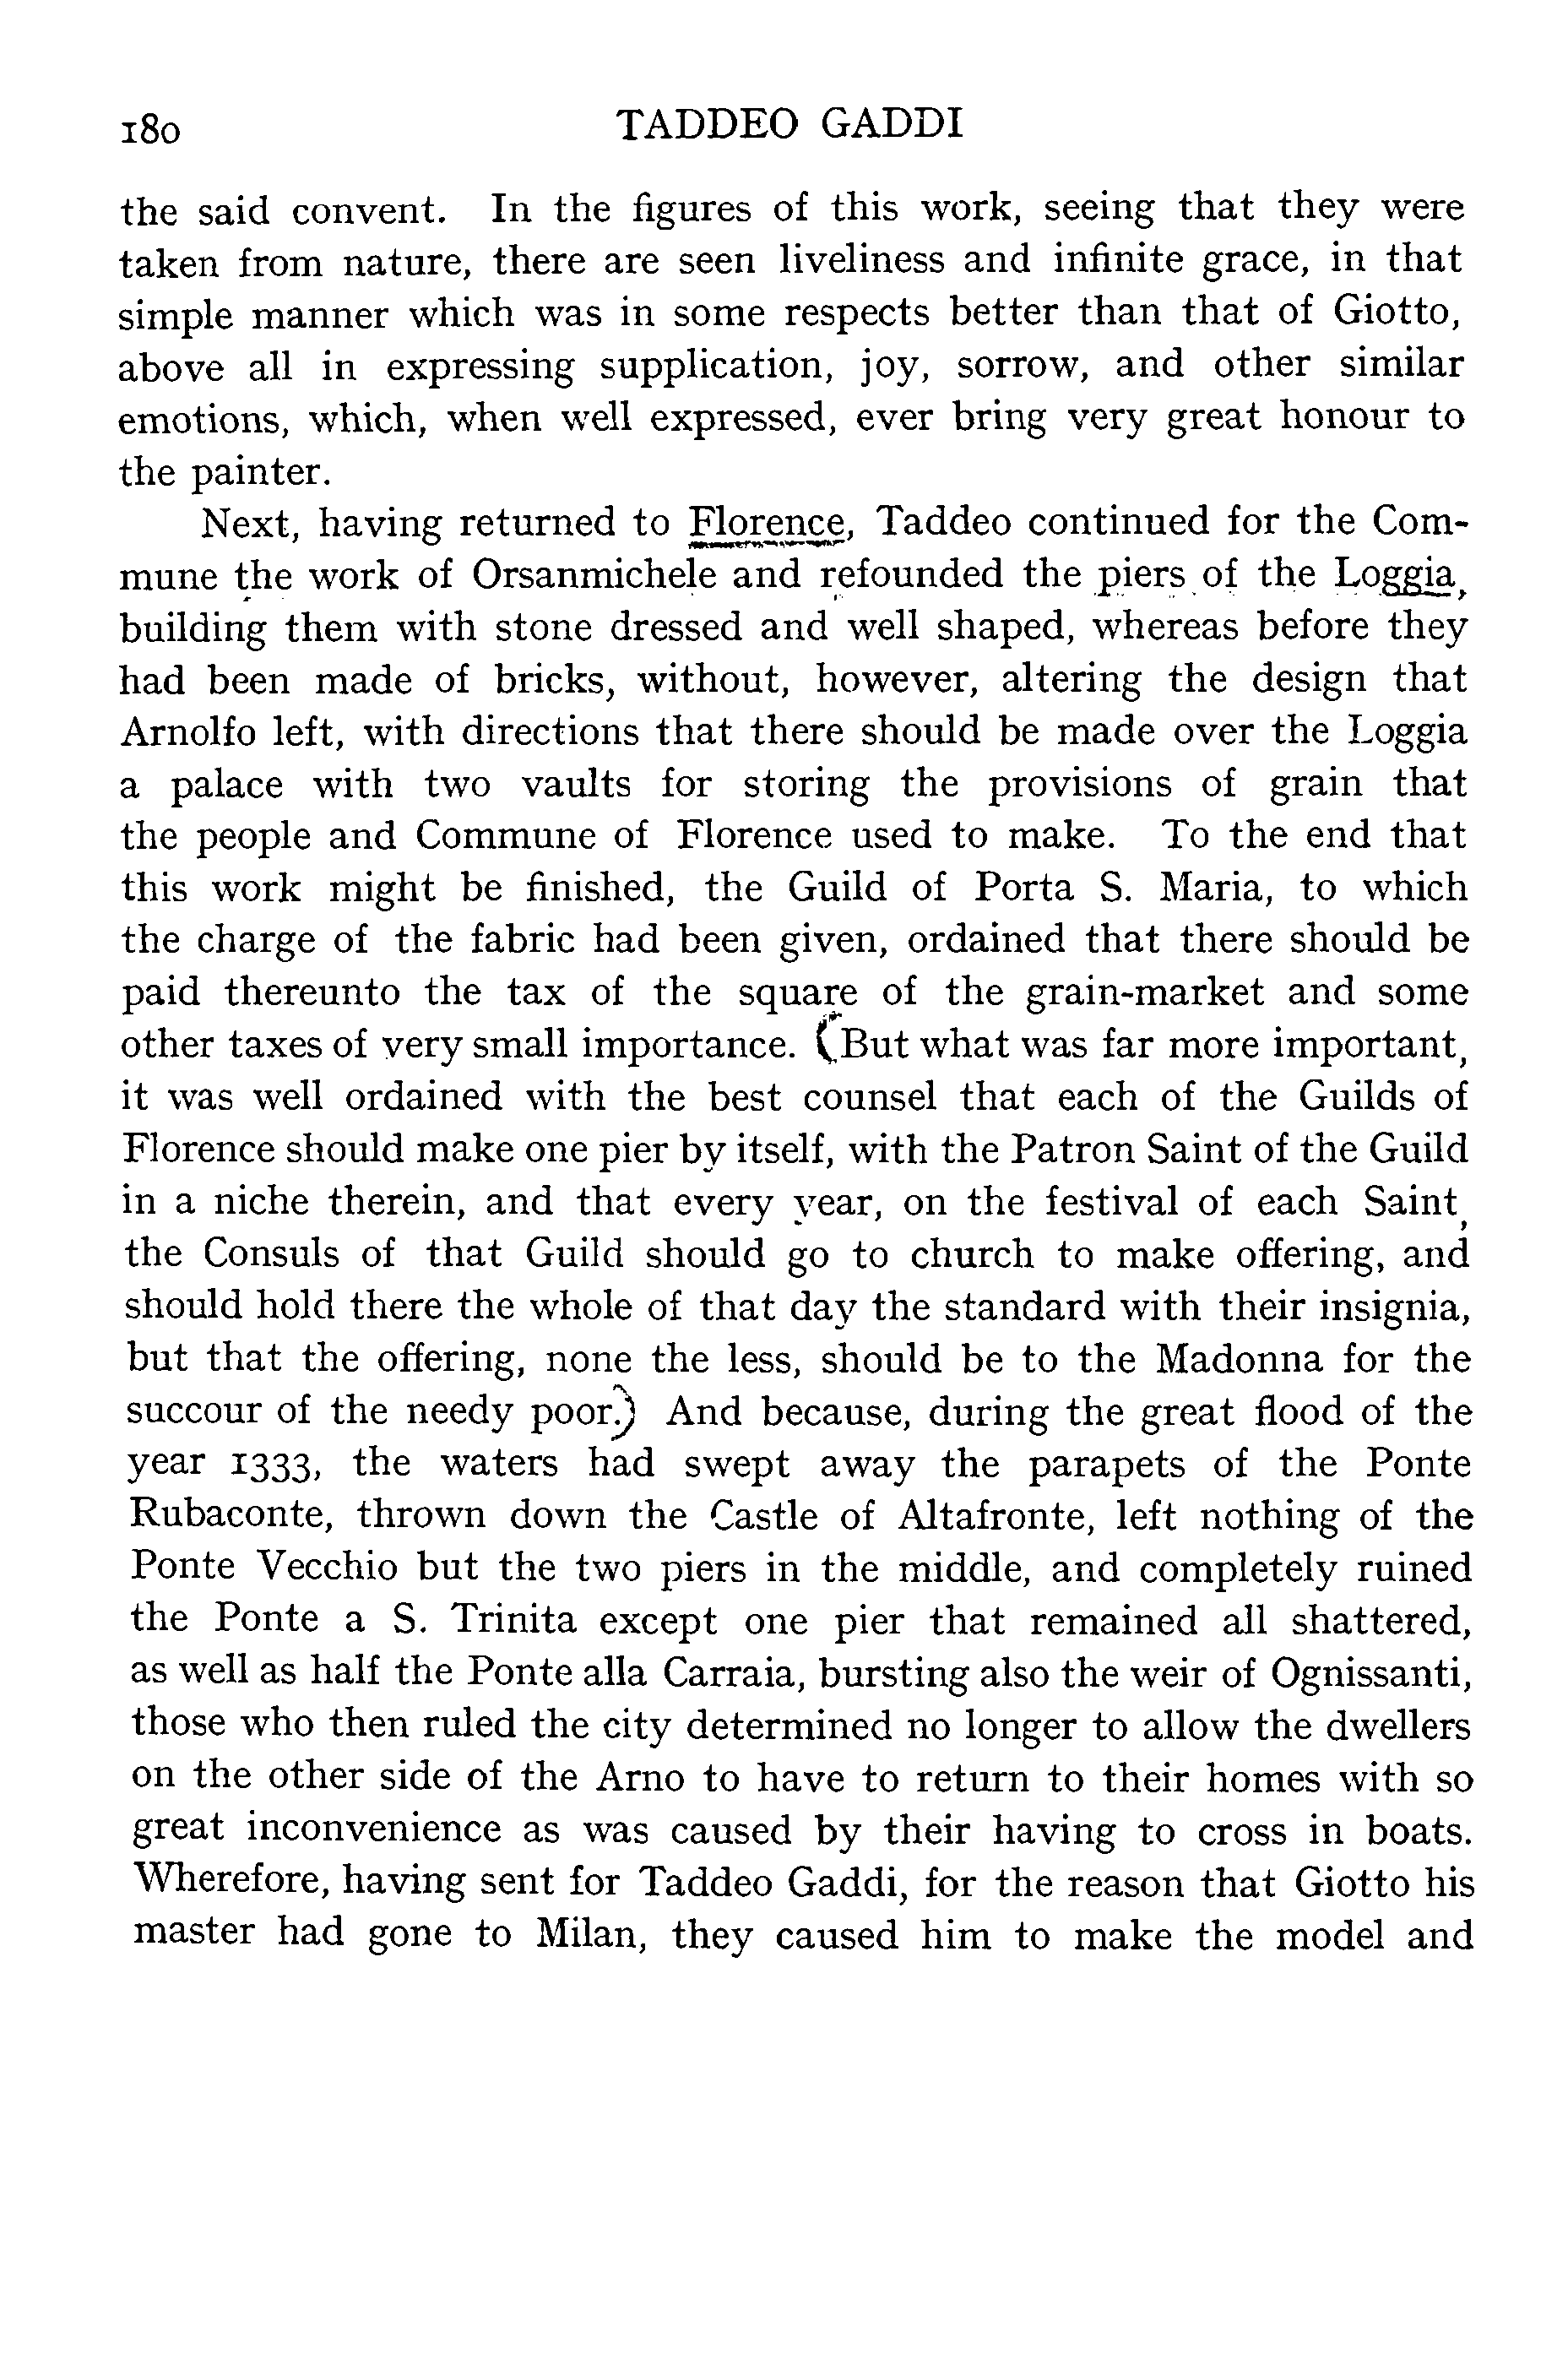 180 TADDEO GADDI
the said convent. In the figures of this work, seeing that they were
taken from nature, there are seen liveliness and infinite grace, in that
simple manner which was in some respects better than that of Giotto,
above all in expressing supplication, joy, sorrow, and other similar
emotions, which, when well expressed, ever bring very great honour to
the painter.
Next, having returned to Florence, Taddeo continued for the Com-
mune the work of Orsanmichele and refounded the piers of the Loggia,
building them with stone dressed and well shaped, whereas before they
had been made of bricks, without, however, altering the design that
Arnolfo left, with directions that there should be made over the Loggia
a palace with two vaults for storing the provisions of grain that
the people and Commune of Florence used to make. To the end that
this work might be finished, the Guild of Porta S. Maria, to which
the charge of the fabric had been given, ordained that there should be
paid thereunto the tax of the square of the grain-market and some
other taxes of very small importance. (But what was far more important,
it was well ordained with the best counsel that each of the Guilds of
Florence should make one pier by itself, with the Patron Saint of the Guild
in a niche therein, and that every year, on the festival of each Saint,
the Consuls of that Guild should go to church to make offering, and
should hold there the whole of that day the standard with their insignia,
but that the offering, none the less, should be to the Madonna for the
succour of the needy poor.) And because, during the great flood of the
year 1333, the waters had swept away the parapets of the Ponte
Rubaconte, thrown down the Castle of Altafronte, left nothing of the
Ponte Vecchio but the two piers in the middle, and completely ruined
the Ponte a S. Trinita except one pier that remained all shattered,
as well as half the Ponte alla Carraia, bursting also the weir of Ognissanti,
those who then ruled the city determined no longer to allow the dwellers
on the other side of the Arno to have to return to their homes with so
great inconvenience as was caused by their having to cross in boats.
Wherefore, having sent for Taddeo Gaddi, for the reason that Giotto his
master had gone to Milan, they caused him to make the model and